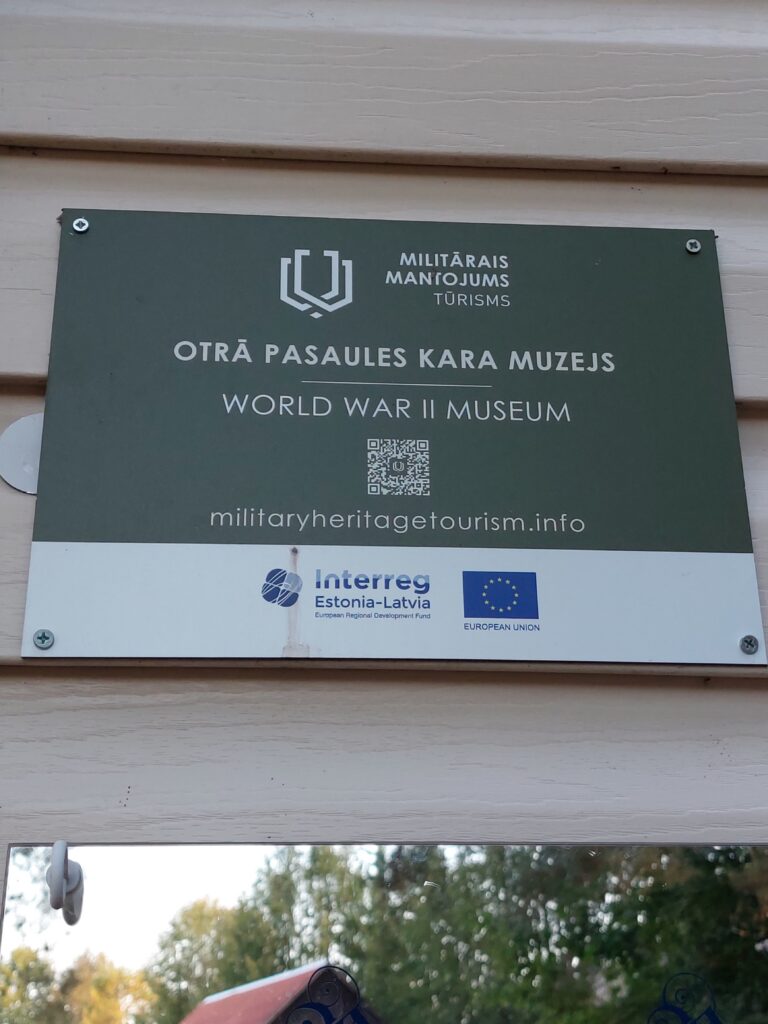 MILITĀRAIS
MANTOJUMS
TŪRISMS
OTRĀ PASAULES KARA MUZEJS
WORLD WAR II MUSEUM
militaryheritagetourism.info
Interreg
Estonia-Latvia
European Regional Development Fund
EUROPEAN UNION